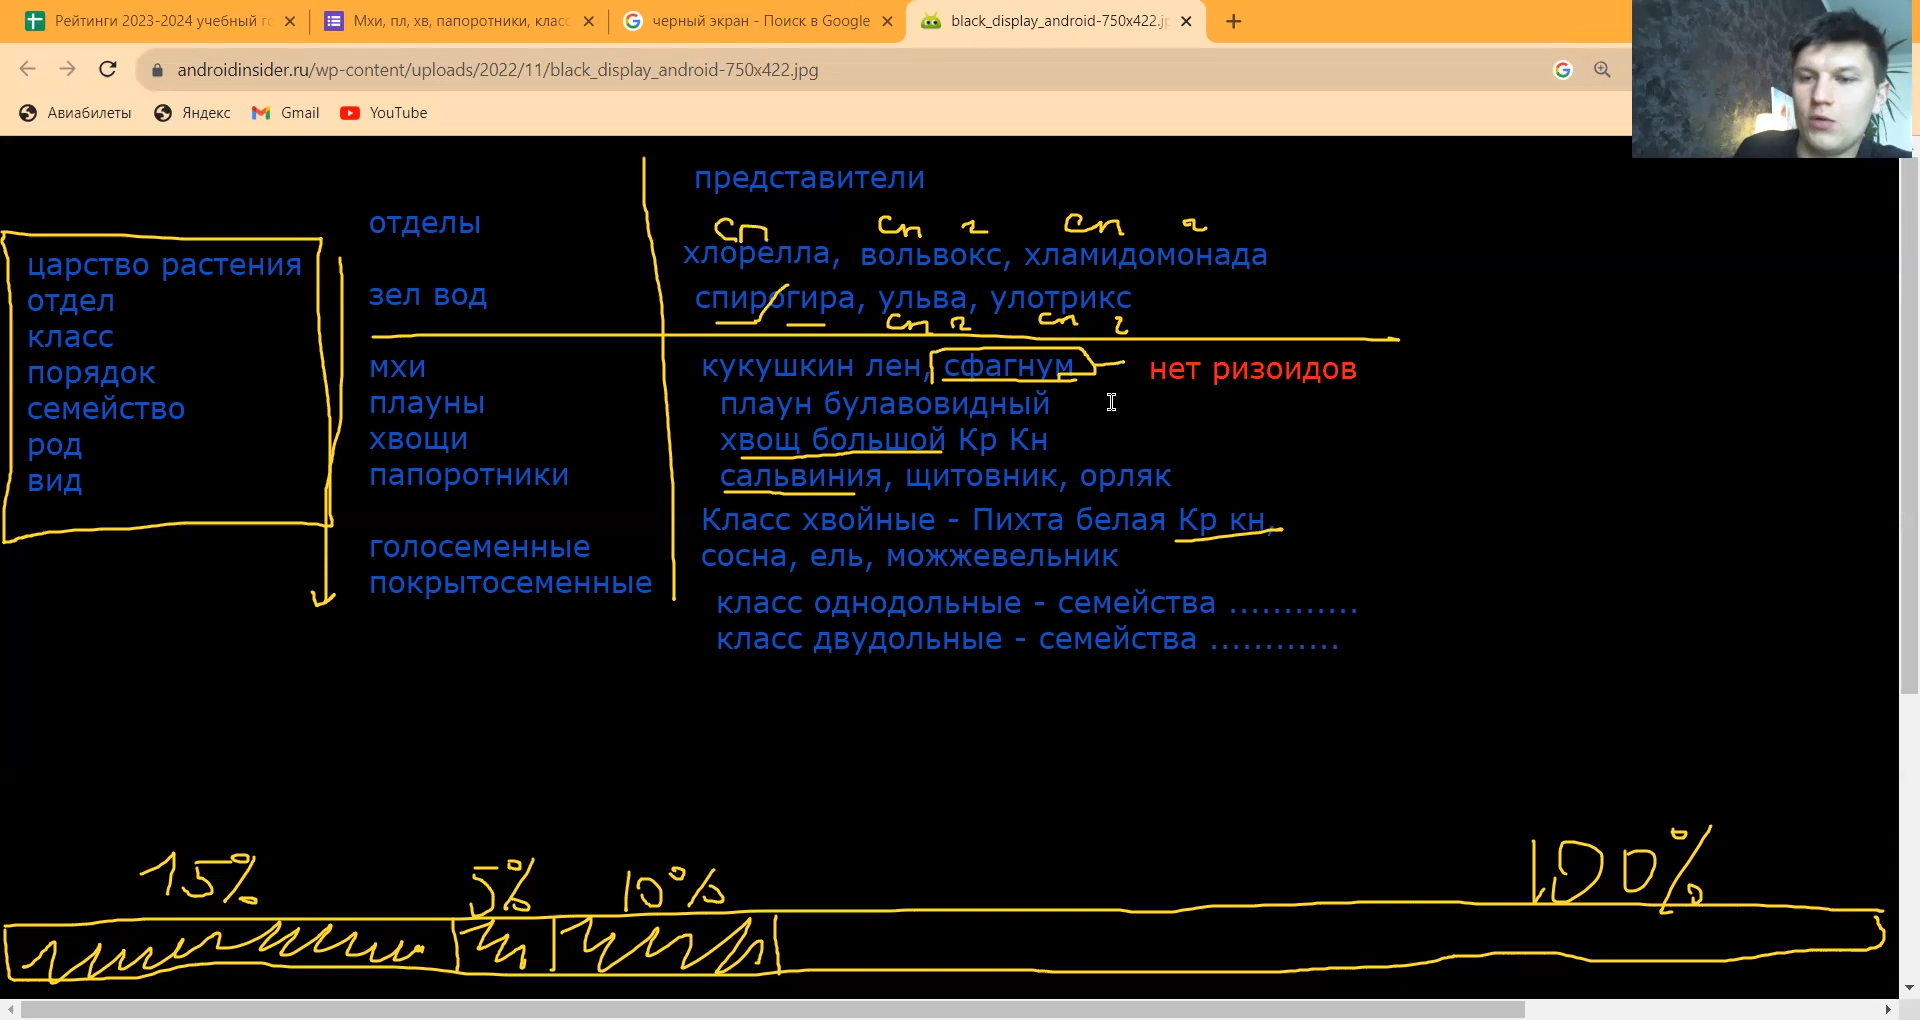 Рейтинги 2023-2024 учебный го
Мхи, пл, хв, папоротники, класс
черный экран - Поиск в Google
black_display_android-750x422.jp
androidinsider.ru/wp-content/uploads/2022/11/black_display_android-750x422.jpg
Авиабилеты
Яндекс
Gmail
YouTube
царство растения
отдел
класс
порядок
семейство
род
вид
отделы
зел вод
мхи
плауны
хвощи
папоротники
голосеменные
покрытосеменные
представители
сп сп г сп г
хлорелла, вольвокс, хламидомонада
спирогира, ульва, улотрикс
сп г сп г
кукушкин лен, сфагнум нет ризоидов
плаун булавовидный
хвощ большой Кр Кн
сальвиния, щитовник, орляк
Класс хвойные - Пихта белая Кр кн,
сосна, ель, можжевельник
класс однодольные - семейства ............
класс двудольные - семейства ............
15% 5% 10% 100%